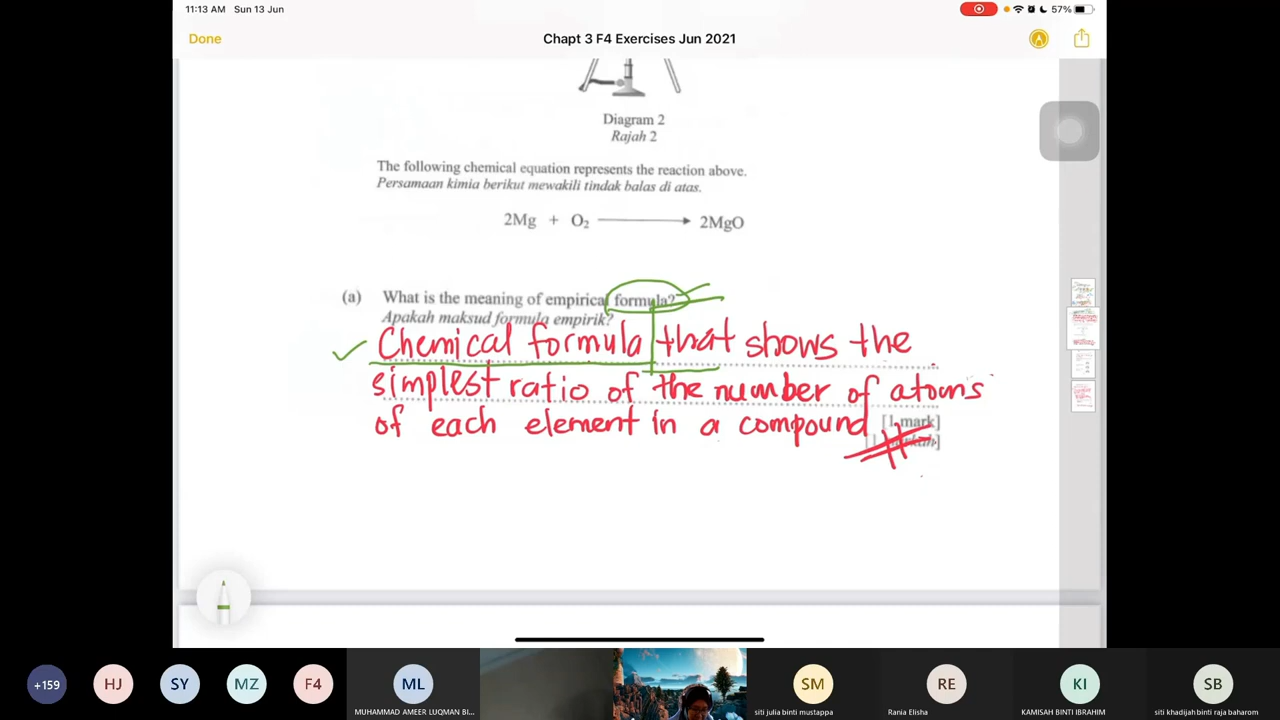 11:13 AM Sun 13 Jun
57%
Done
Chapt 3 F4 Exercises Jun 2021
Diagram 2
Rajah 2
The following chemical equation represents the reaction above.
Persamaan kimia berikut mewakili tindak balas di atas.
2Mg + O₂ → 2MgO
(a) What is the meaning of empirical formula?
Apakah maksud formula empirik?
✓ Chemical formula that shows the
simplest ratio of the number of atoms
of each element in a compound
[1 mark]
+159
HJ
SY
MZ
F4
ML
SM
RE
KI
SB
MUHAMMAD AMEER LUQMAN BI...
siti julia binti mustappa
Rania Elisha
KAMISAH BINTI IBRAHIM
siti khadijah binti raja baharom